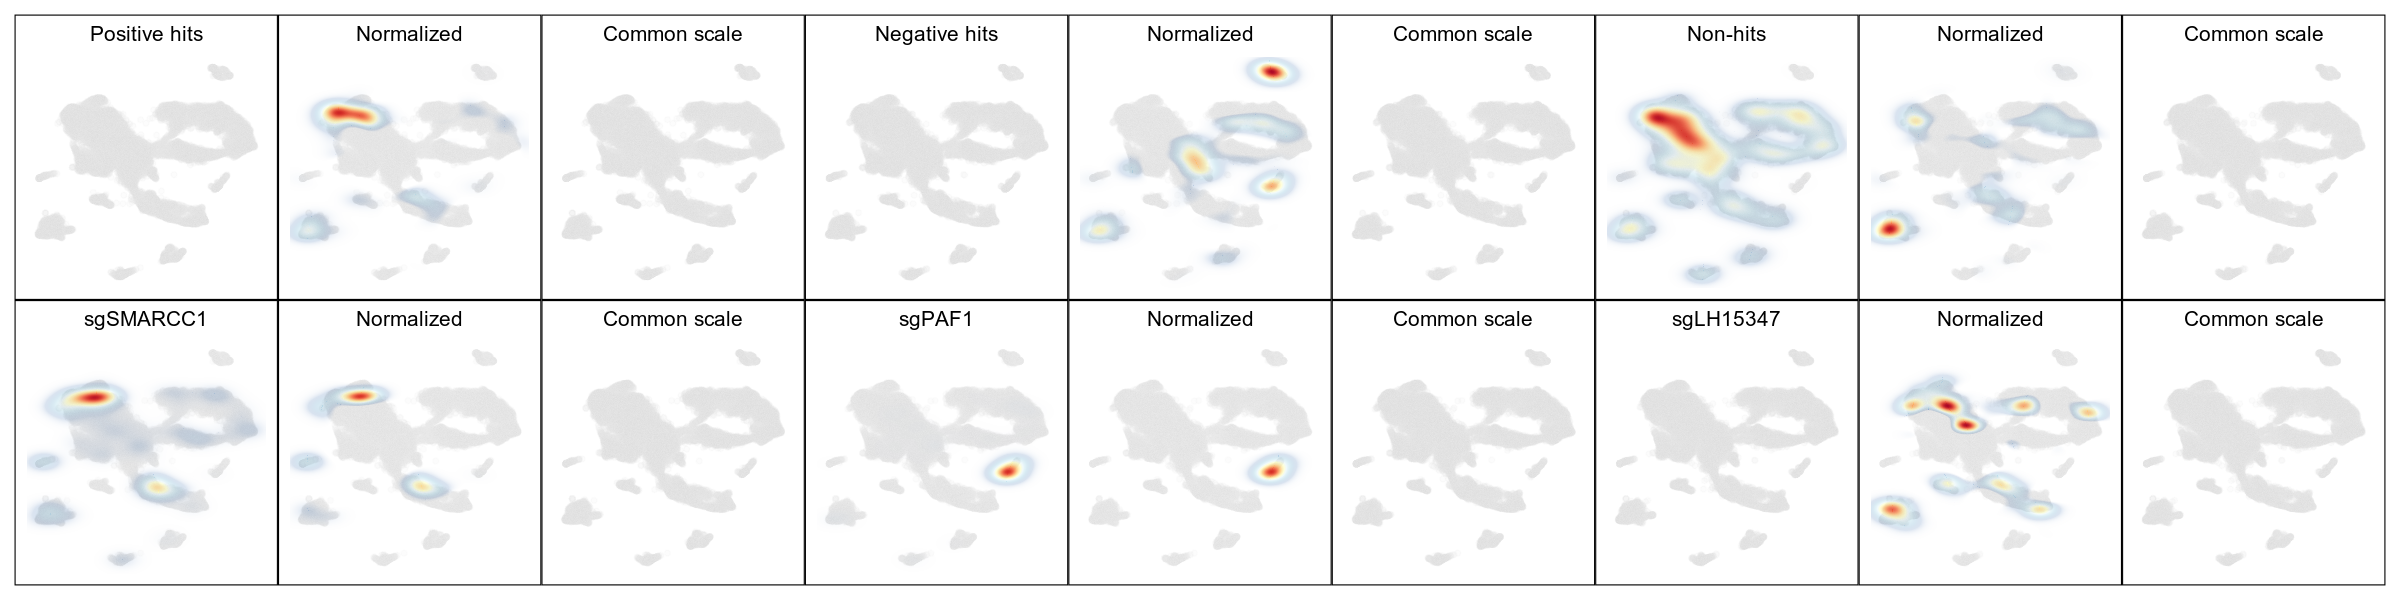 Positive hits
Normalized
Common scale
Negative hits
Normalized
Common scale
Non-hits
Normalized
Common scale
sgSMARCC1
Normalized
Common scale
sgPAF1
Normalized
Common scale
sgLH15347
Normalized
Common scale